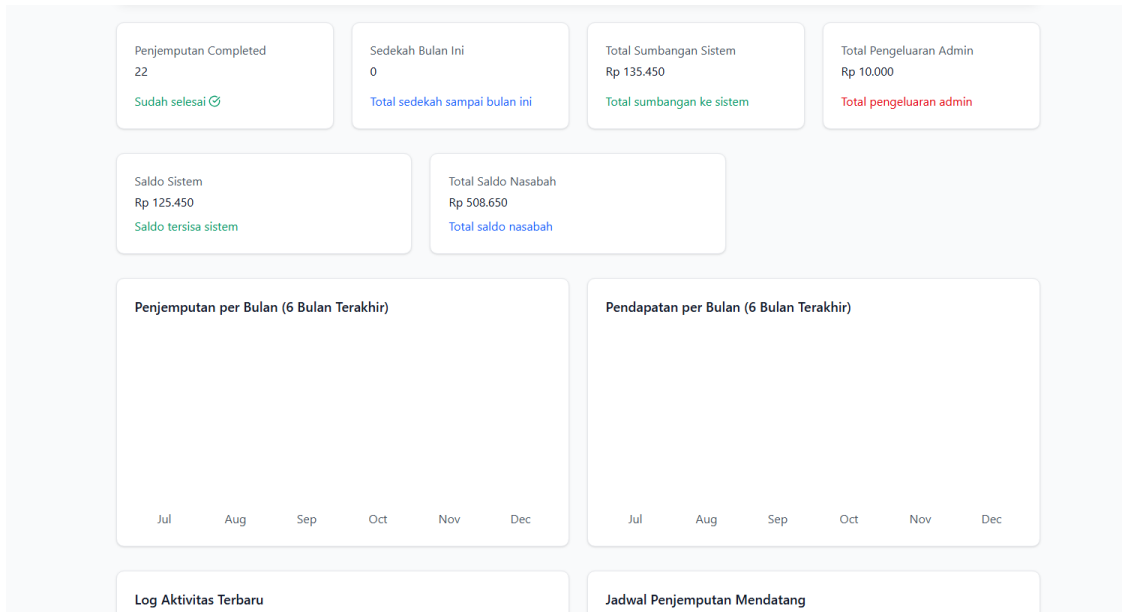 Penjemputan Completed
22
Sudah selesai
Sedekah Bulan Ini
0
Total sedekah sampai bulan ini
Total Sumbangan Sistem
Rp 135.450
Total sumbangan ke sistem
Total Pengeluaran Admin
Rp 10.000
Total pengeluaran admin
Saldo Sistem
Rp 125.450
Saldo tersisa sistem
Total Saldo Nasabah
Rp 508.650
Total saldo nasabah
Penjemputan per Bulan (6 Bulan Terakhir)
Jul Aug Sep Oct Nov Dec
Pendapatan per Bulan (6 Bulan Terakhir)
Jul Aug Sep Oct Nov Dec
Log Aktivitas Terbaru
Jadwal Penjemputan Mendatang